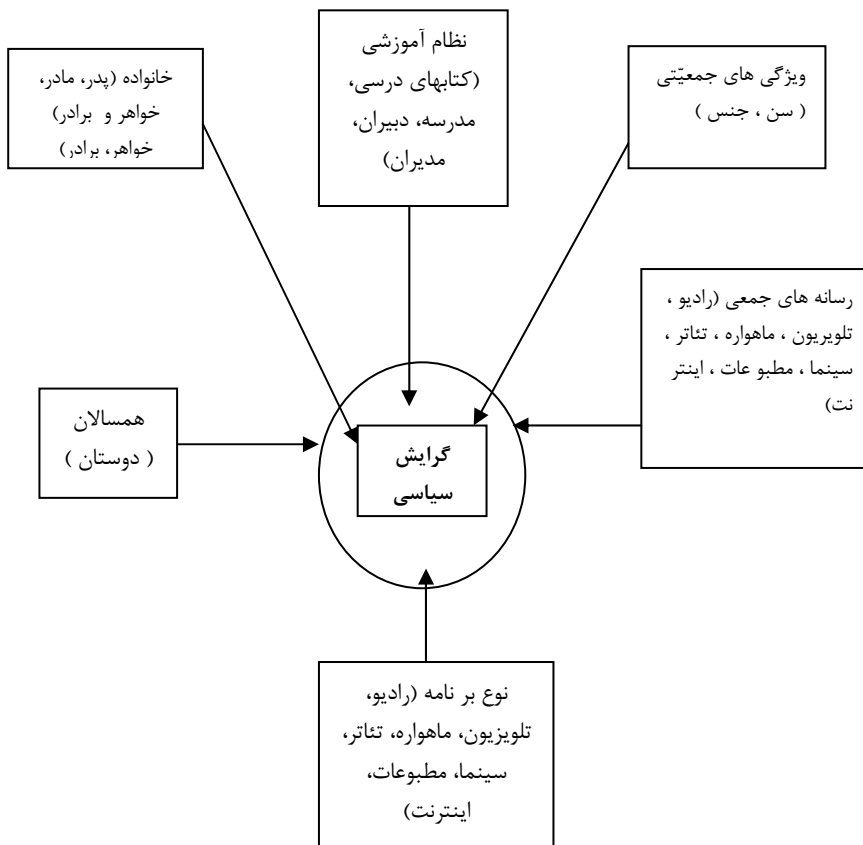 ویژگی های جمعیّتی
( سن ، جنس )
نظام آموزشی
(کتابهای درسی،
مدرسه، دبیران،
مدیران)
خانواده (پدر، مادر،
خواهر و برادر)
خواهر، برادر)
رسانه های جمعی (رادیو ،
تلویریون ، ماهواره ، تئاتر ،
سینما ، مطبو عات ، اینتر
نت)
همسالان
( دوستان )
گرایش
سیاسی
نوع بر نامه (رادیو،
تلویزیون، ماهواره، تئاتر،
سینما، مطبوعات،
اینترنت)